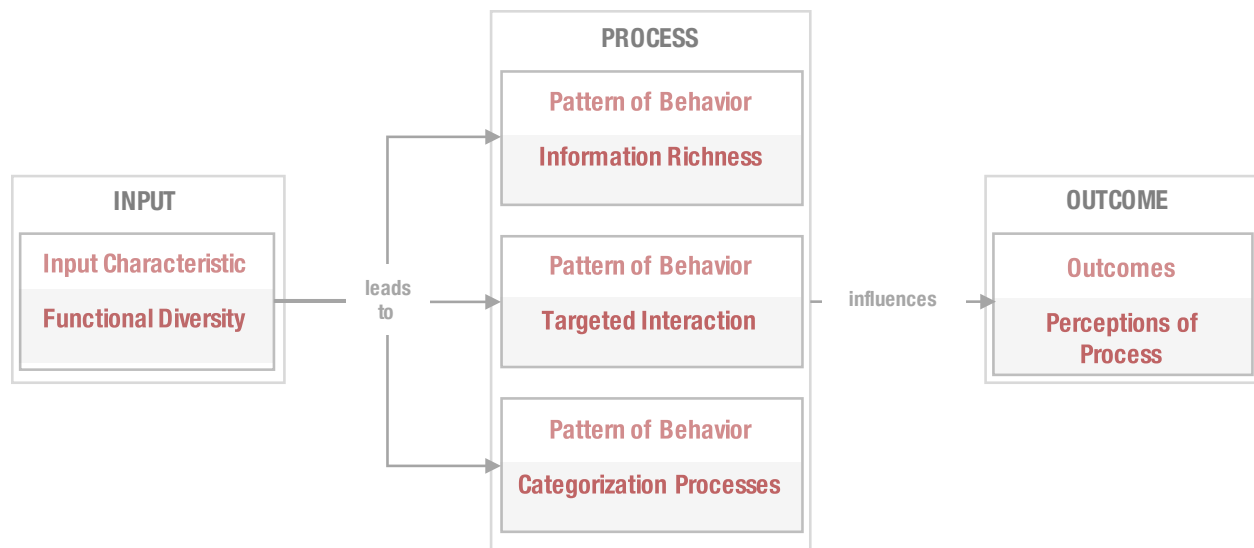 PROCESS
Pattern of Behavior
Information Richness
INPUT
Input Characteristic
Functional Diversity
leads
to
Pattern of Behavior
Targeted Interaction
influences
OUTCOME
Outcomes
Perceptions of
Process
Pattern of Behavior
Categorization Processes